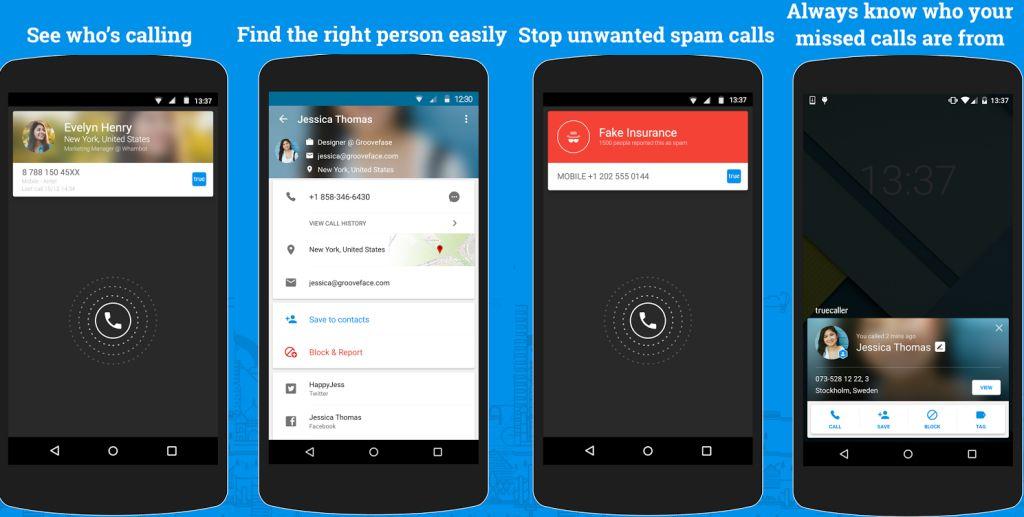 See who's calling
13:37
Evelyn Henry
New York, United States
Marketing Manager @ Whambot
8 788 150 45XX
Mobile - Airtel
Last call 15/12 14:34
true
Find the right person easily
12:30
Jessica Thomas
Designer @ Groovefase
jessica@grooveface.com
New York, United States
+1 858-346-6430
VIEW CALL HISTORY
New York, United States
jessica@grooveface.com
Save to contacts
Block & Report
HappyJess
Twitter
Jessica Thomas
Facebook
Stop unwanted spam calls
13:37
Fake Insurance
1500 people reported this as spam
MOBILE +1 202 555 0144
true
Always know who your
missed calls are from
13:37
13:37
truecaller
You called 2 mins ago
Jessica Thomas
073-528 12 22, 3
Stockholm, Sweden
VIEW
CALL
SAVE
BLOCK
TAG